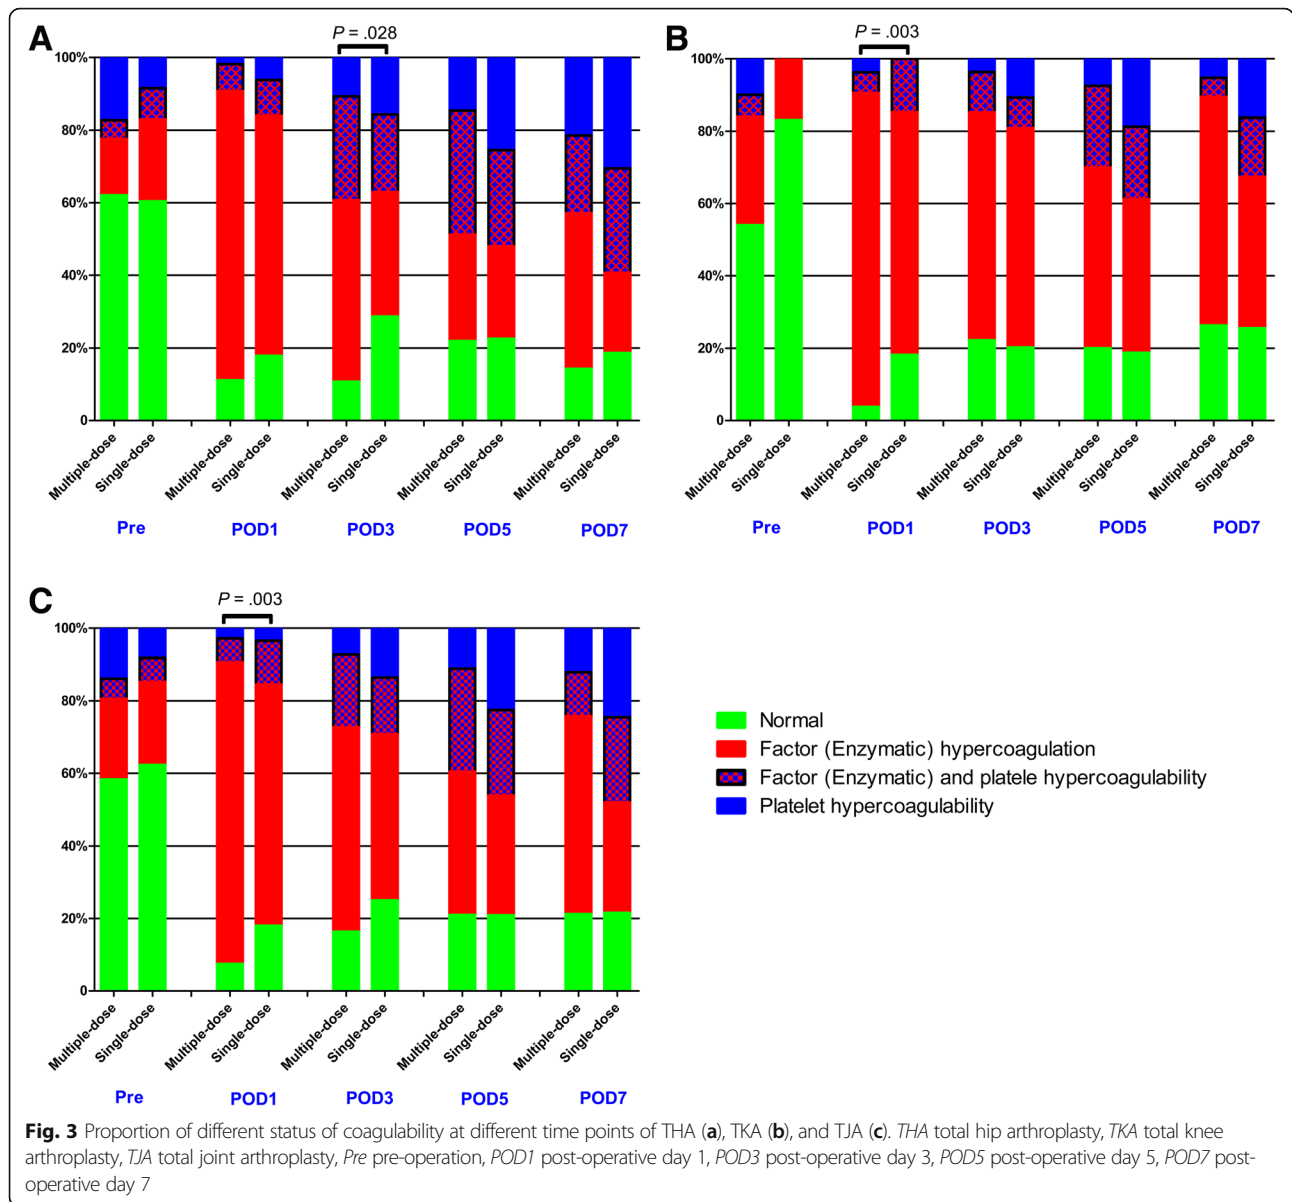 A
P = .028
100%
80%
60%
40%
20%
0
Multiple-dose
Single-dose
Multiple-dose
Single-dose
Multiple-dose
Single-dose
Multiple-dose
Single-dose
Multiple-dose
Single-dose
Pre
POD1
POD3
POD5
POD7
B
P = .003
100%
80%
60%
40%
20%
0
Multiple-dose
Single-dose
Multiple-dose
Single-dose
Multiple-dose
Single-dose
Multiple-dose
Single-dose
Multiple-dose
Single-dose
Pre
POD1
POD3
POD5
POD7
C
P = .003
100%
80%
60%
40%
20%
0
Multiple-dose
Single-dose
Multiple-dose
Single-dose
Multiple-dose
Single-dose
Multiple-dose
Single-dose
Multiple-dose
Single-dose
Pre
POD1
POD3
POD5
POD7
Normal
Factor (Enzymatic) hypercoagulation
Factor (Enzymatic) and platele hypercoagulability
Platelet hypercoagulability
Fig. 3 Proportion of different status of coagulability at different time points of THA (a), TKA (b), and TJA (c). THA total hip arthroplasty, TKA total knee
arthroplasty, TJA total joint arthroplasty, Pre pre-operation, POD1 post-operative day 1, POD3 post-operative day 3, POD5 post-operative day 5, POD7 post-
operative day 7